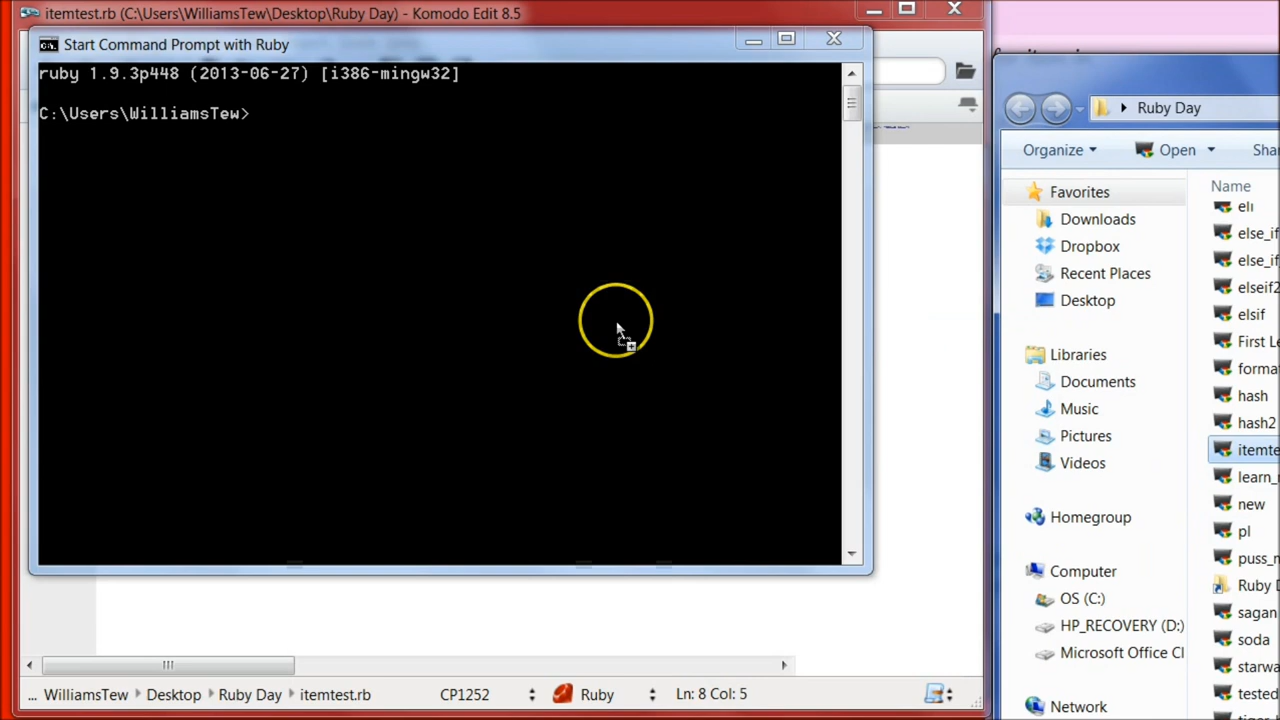 itemtest.rb (C:\Users\WilliamsTew\Desktop\Ruby Day) - Komodo Edit 8.5
Start Command Prompt with Ruby
ruby 1.9.3p448 (2013-06-27) [i386-mingw32]
C:\Users\WilliamsTew>
... WilliamsTew Desktop Ruby Day itemtest.rb CP1252 Ruby Ln: 8 Col: 5
Ruby Day
Organize Open Shar
Favorites
Downloads
Dropbox
Recent Places
Desktop
Libraries
Documents
Music
Pictures
Videos
Homegroup
Computer
OS (C:)
HP_RECOVERY (D:)
Microsoft Office Cl
Network
Name
else_if
else_if
elseif2
elsif
First Le
forma
hash
hash2
itemte
learn_r
new
pl
puss_
Ruby D
sagan
soda
starwa
tested